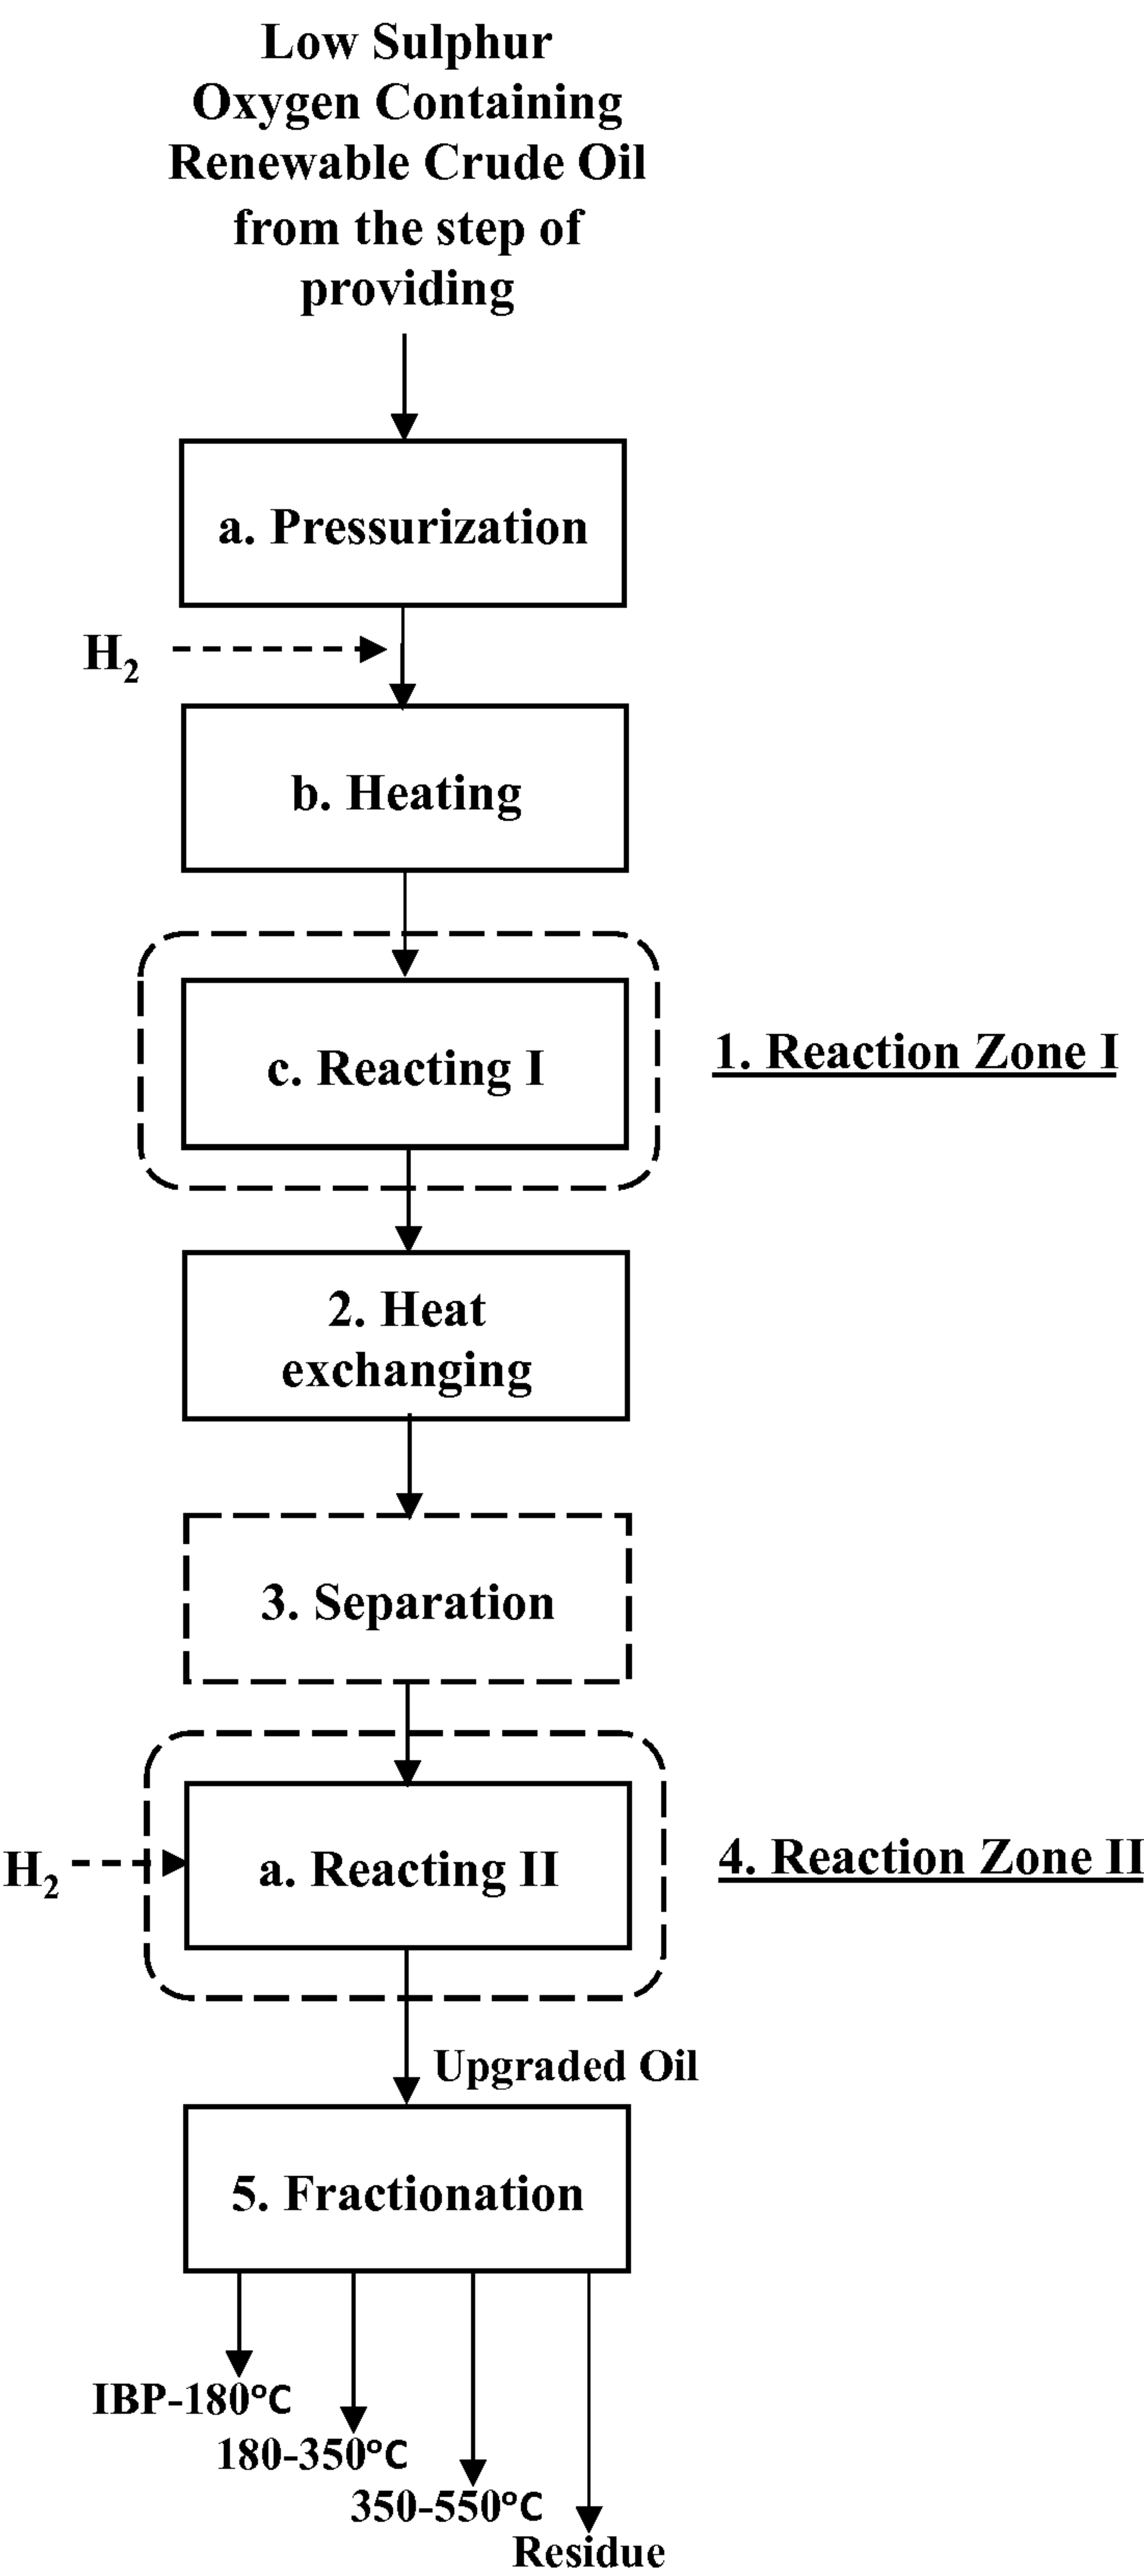 Low Sulphur
Oxygen Containing
Renewable Crude Oil
from the step of
providing
a. Pressurization
H₂
b. Heating
c. Reacting I
1. Reaction Zone I
2. Heat
exchanging
3. Separation
a. Reacting II
4. Reaction Zone II
H₂
Upgraded Oil
5. Fractionation
IBP-180°C
180-350°C
350-550°C
Residue